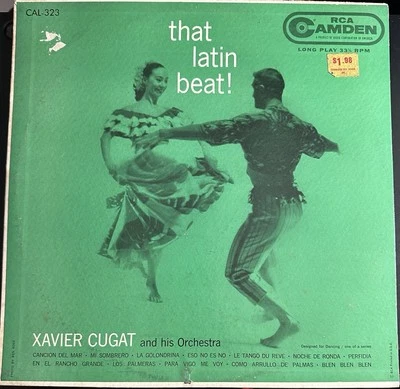 CAL-323
that
latin
beat!
RCA
CAMDEN
LONG PLAY 33⅓ RPM
$1.98
XAVIER CUGAT and his Orchestra
Designed for Dancing - one of a series
CANCION DEL MAR • MI SOMBRERO • LA GOLONDRINA • ESO NO ES NO • LE TANGO DU REVE • NOCHE DE RONDA • PERFIDIA
EN EL RANCHO GRANDE • LOS PALMERAS • PARA VIGO ME VOY • COMO ARRULLO DE PALMAS • BLEN BLEN BLEN